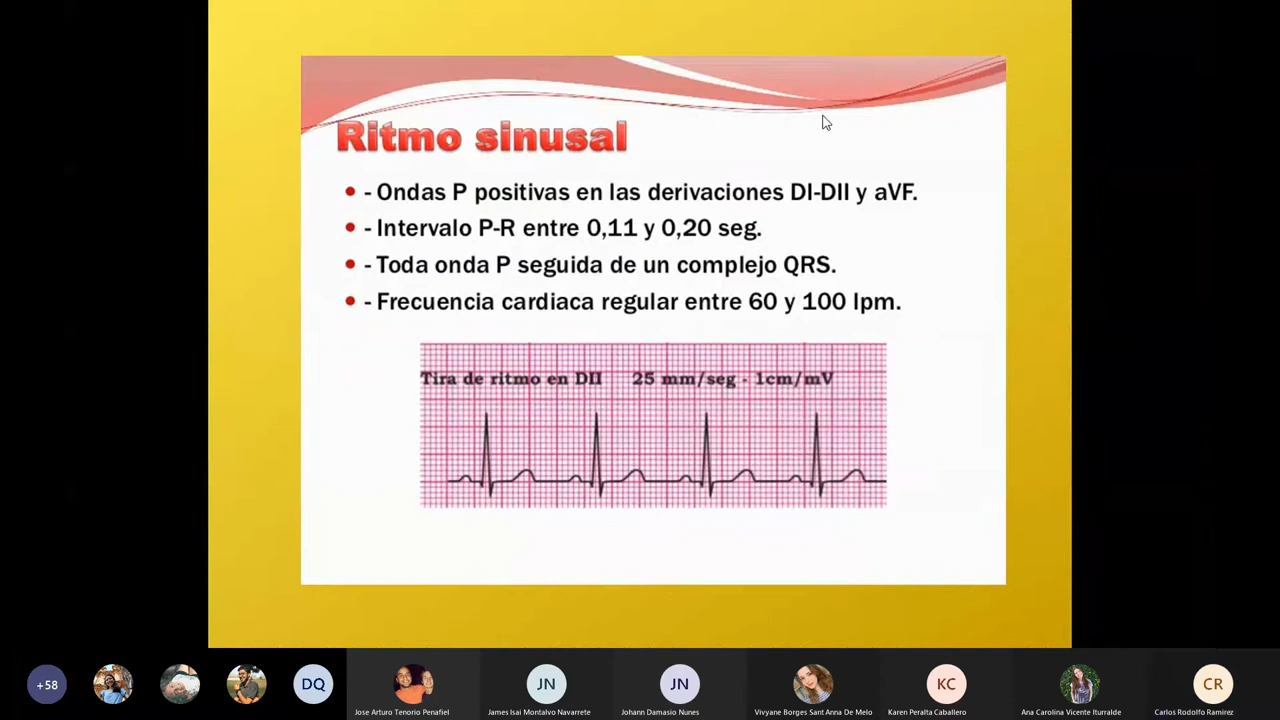 Ritmo sinusal
- Ondas P positivas en las derivaciones DI-DII y aVF.
- Intervalo P-R entre 0,11 y 0,20 seg.
- Toda onda P seguida de un complejo QRS.
- Frecuencia cardiaca regular entre 60 y 100 lpm.
Tira de ritmo en DII 25 mm/seg - 1cm/mV
+58
DQ
JN
JN
KC
CR
Jose Arturo Tenorio Penafiel
James Isai Montalvo Navarrete
Johann Damasio Nunes
Vivyane Borges Sant Anna De Melo
Karen Peralta Caballero
Ana Carolina Vicente Iturralde
Carlos Rodolfo Ramirez